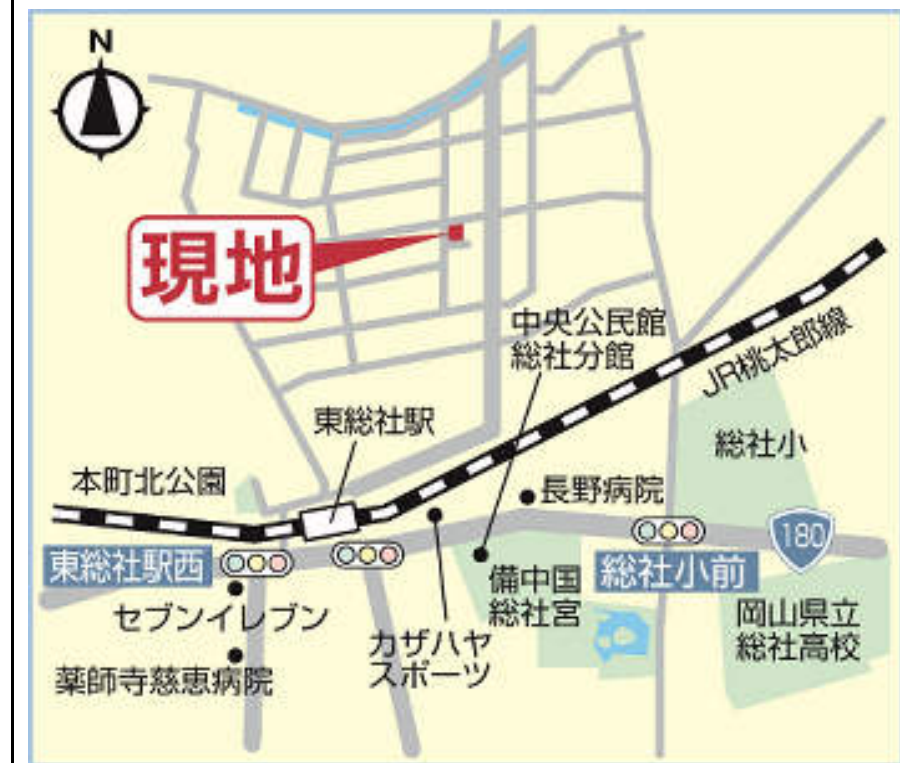 N
現地
中央公民館
総社分館
JR桃太郎線
東総社駅
総社小
本町北公園
長野病院
180
東総社駅西
総社小前
備中国
総社宮
セブンイレブン
カザハヤ
スポーツ
岡山県立
総社高校
薬師寺慈恵病院